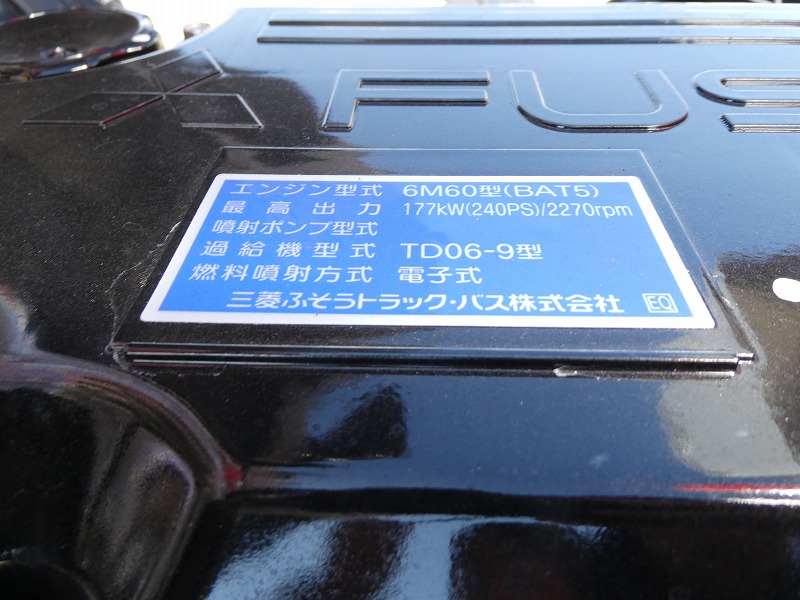 FUS
エンジン型式 6M60型(BAT5)
最高出力 177kW(240PS)/2270rpm
噴射ポンプ型式
過給機型式 TD06-9型
燃料噴射方式 電子式
三菱ふそうトラック・バス株式会社 EQ